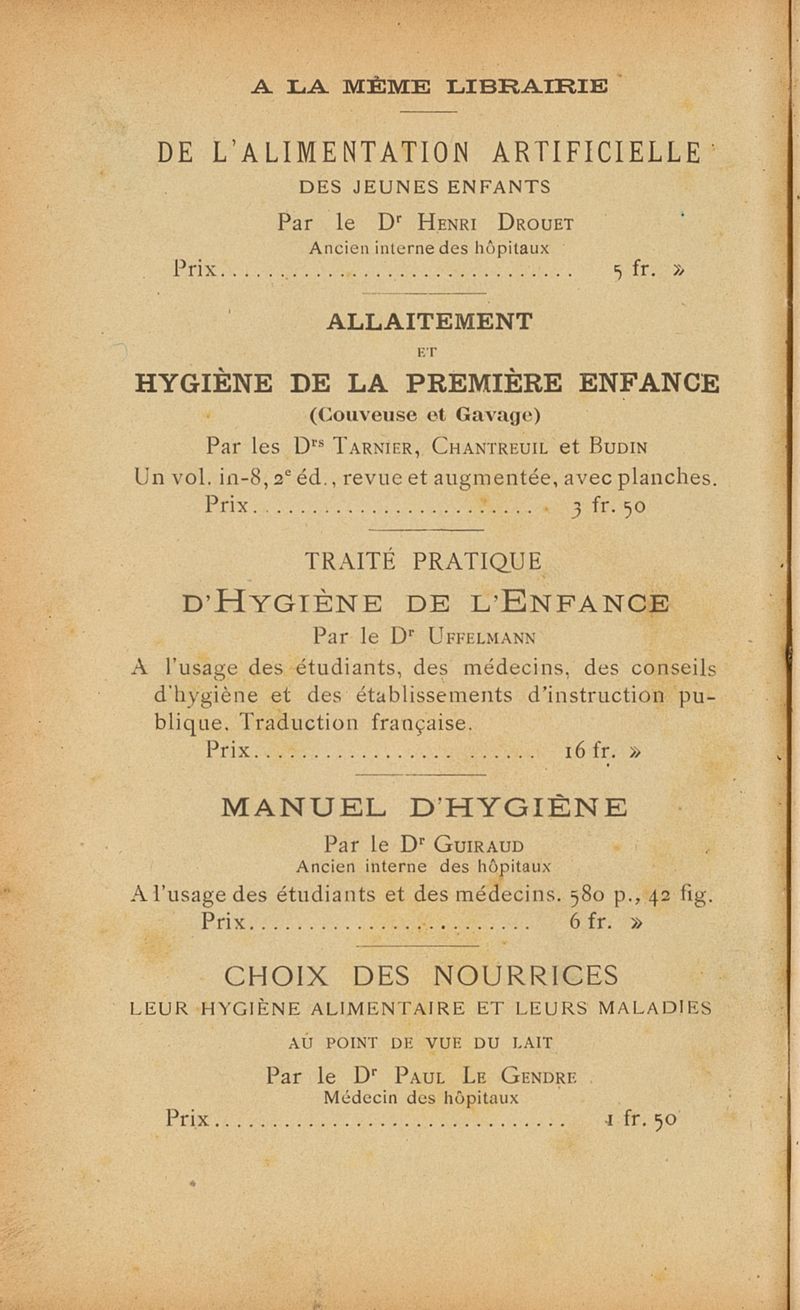 A LA MÊME LIBRAIRIE
DE L'ALIMENTATION ARTIFICIELLE
DES JEUNES ENFANTS
Par le Dr Henri Drouet
Ancien interne des hôpitaux
Prix.............................. 5 fr. »
ALLAITEMENT
ET
HYGIÈNE DE LA PREMIÈRE ENFANCE
(Couveuse et Gavage)
Par les Drs Tarnier, Chantreuil et Budin
Un vol. in-8, 2e éd., revue et augmentée, avec planches.
Prix........................ 3 fr. 50
TRAITÉ PRATIQUE
D'HYGIÈNE DE L'ENFANCE
Par le Dr Uffelmann
A l'usage des étudiants, des médecins, des conseils
d'hygiène et des établissements d'instruction pu-
blique. Traduction française.
Prix........................ 16 fr. »
MANUEL D'HYGIÈNE
Par le Dr Guiraud
Ancien interne des hôpitaux
A l'usage des étudiants et des médecins. 580 p., 42 fig.
Prix........................ 6 fr. »
CHOIX DES NOURRICES
LEUR HYGIÈNE ALIMENTAIRE ET LEURS MALADIES
AU POINT DE VUE DU LAIT
Par le Dr Paul Le Gendre
Médecin des hôpitaux
Prix.............................. 1 fr. 50